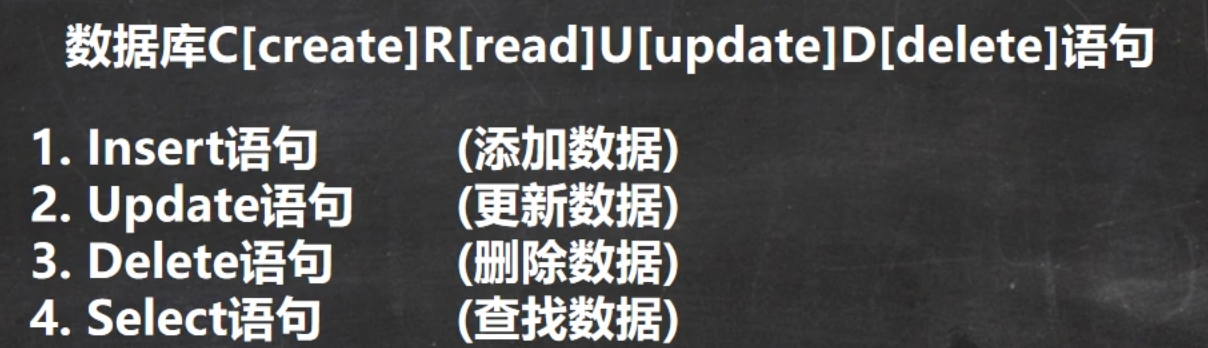 数据库C[create]R[read]U[update]D[delete]语句
1. Insert语句 (添加数据)
2. Update语句 (更新数据)
3. Delete语句 (删除数据)
4. Select语句 (查找数据)